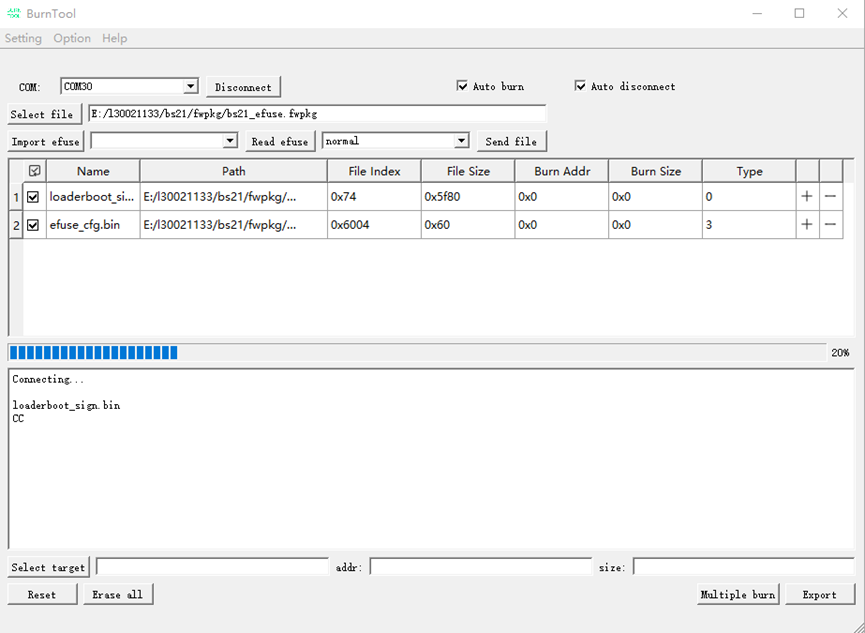 BURN TOOL BurnTool
Setting Option Help
COM: COM30 Disconnect Auto burn Auto disconnect
Select file E:/l30021133/bs21/fwpkg/bs21_efuse.fwpkg
Import efuse Read efuse normal Send file
Name Path File Index File Size Burn Addr Burn Size Type
1 loaderboot_si... E:/l30021133/bs21/fwpkg/... 0x74 0x5f80 0x0 0x0 0 + —
2 efuse_cfg.bin E:/l30021133/bs21/fwpkg/... 0x6004 0x60 0x0 0x0 3 + —
20%
Connecting...
loaderboot_sign.bin
CC
Select target addr: size:
Reset Erase all Multiple burn Export